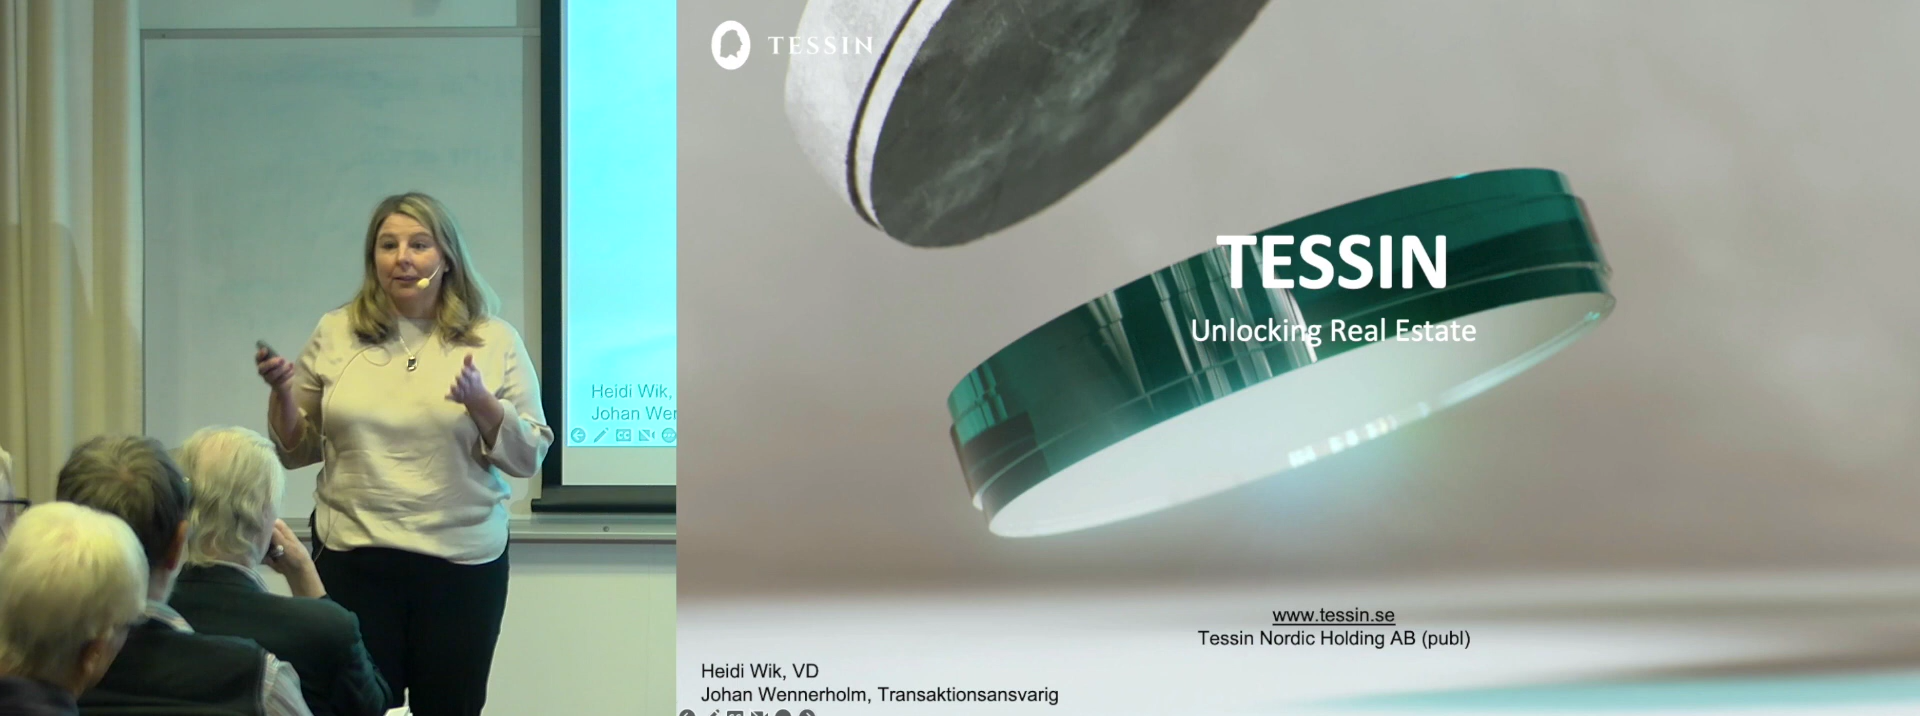 Heidi Wik,
Johan Wer
TESSIN
TESSIN
Unlocking Real Estate
www.tessin.se
Tessin Nordic Holding AB (publ)
Heidi Wik, VD
Johan Wennerholm, Transaktionsansvarig